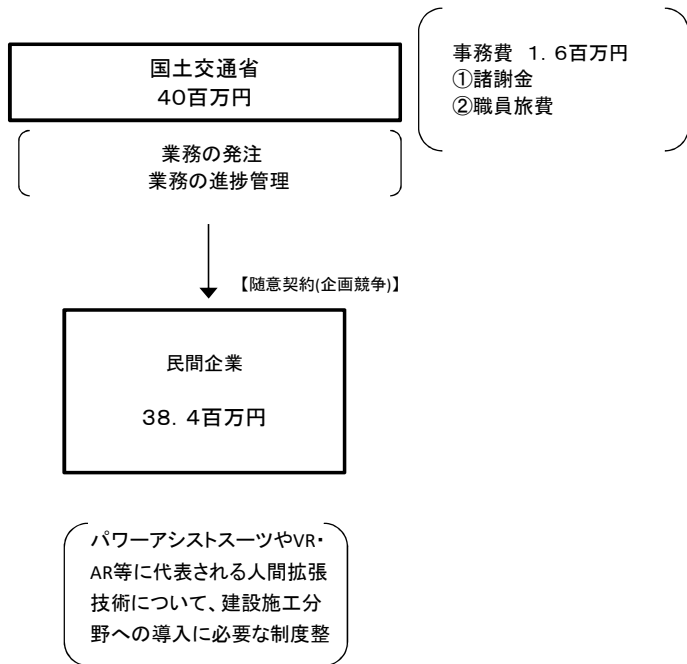 国土交通省
40百万円
事務費 1.6百万円
①諸謝金
②職員旅費
業務の発注
業務の進捗管理
【随意契約(企画競争)】
民間企業
38.4百万円
パワーアシストスーツやVR・
AR等に代表される人間拡張
技術について、建設施工分
野への導入に必要な制度整